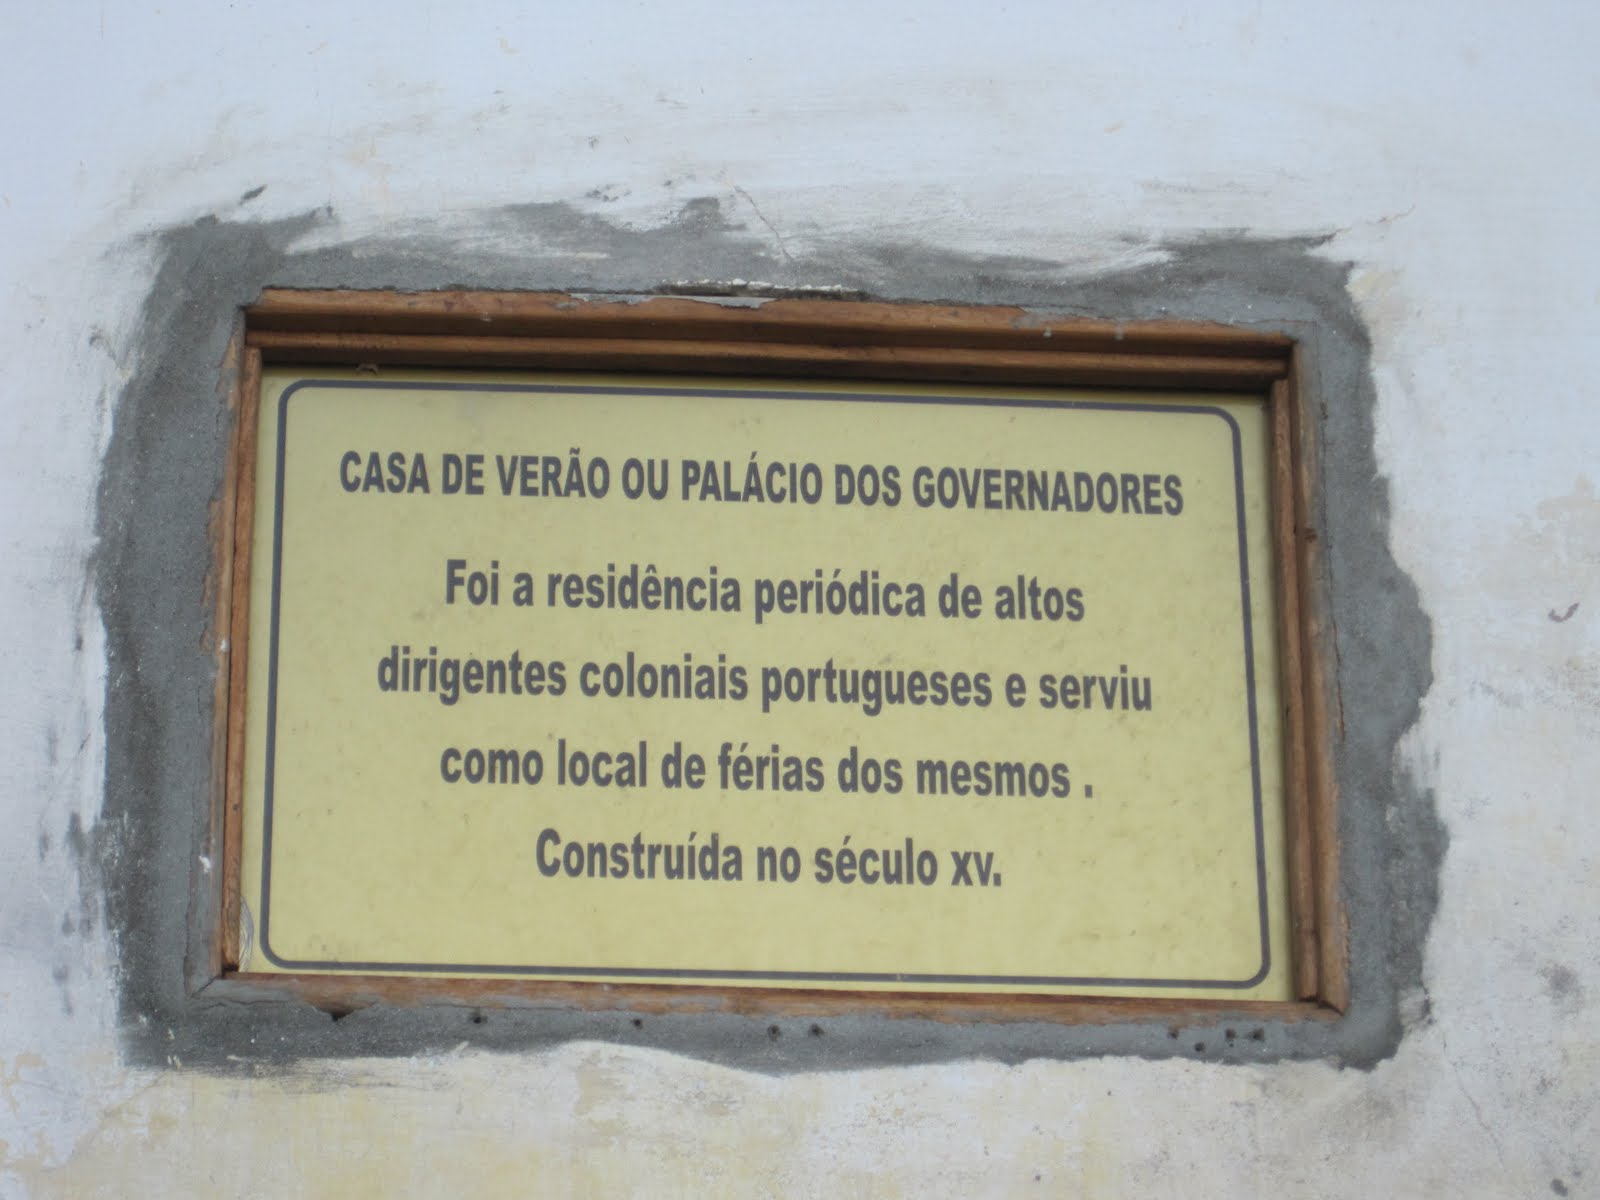 CASA DE VERÃO OU PALÁCIO DOS GOVERNADORES
Foi a residência periódica de altos
dirigentes coloniais portugueses e serviu
como local de férias dos mesmos .
Construída no século xv.